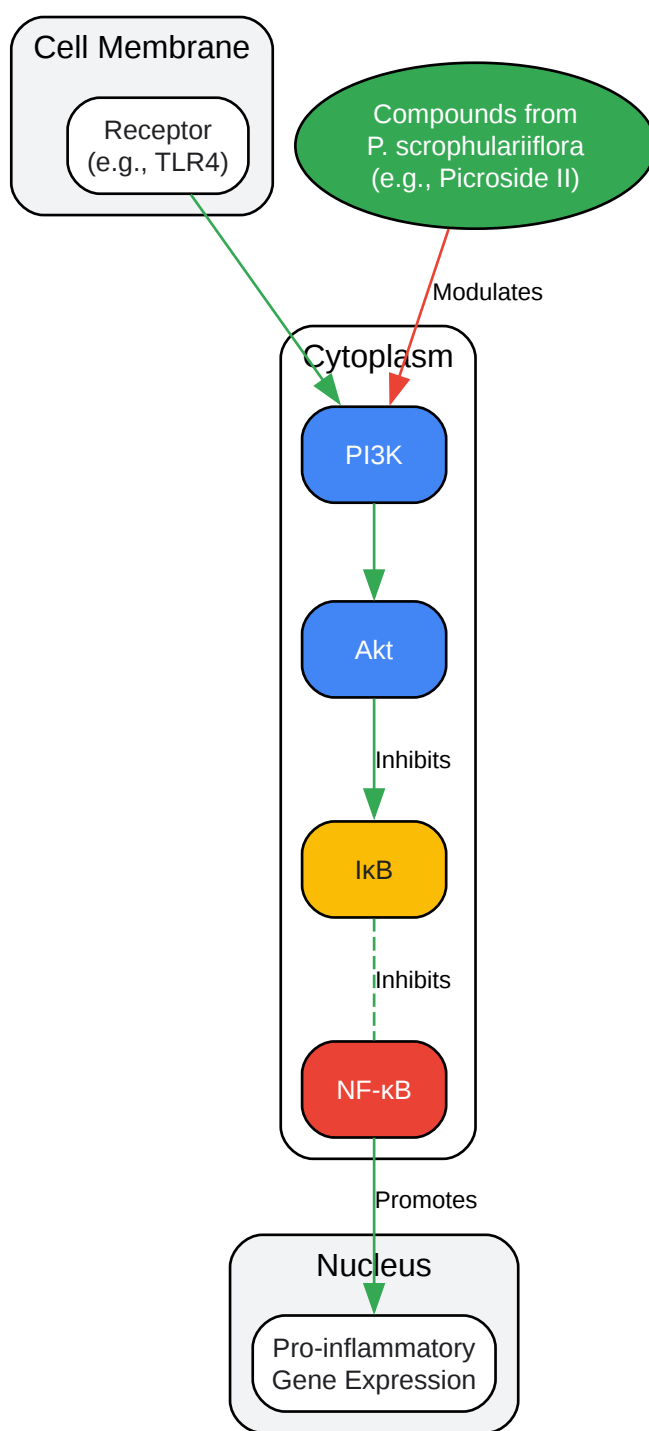 Cell Membrane
Receptor
(e.g., TLR4)
Compounds from
P. scrophulariiflora
(e.g., Picroside II)
Modulates
Cytoplasm
PI3K
Akt
Inhibits
IκB
Inhibits
NF-κB
Promotes
Nucleus
Pro-inflammatory
Gene Expression